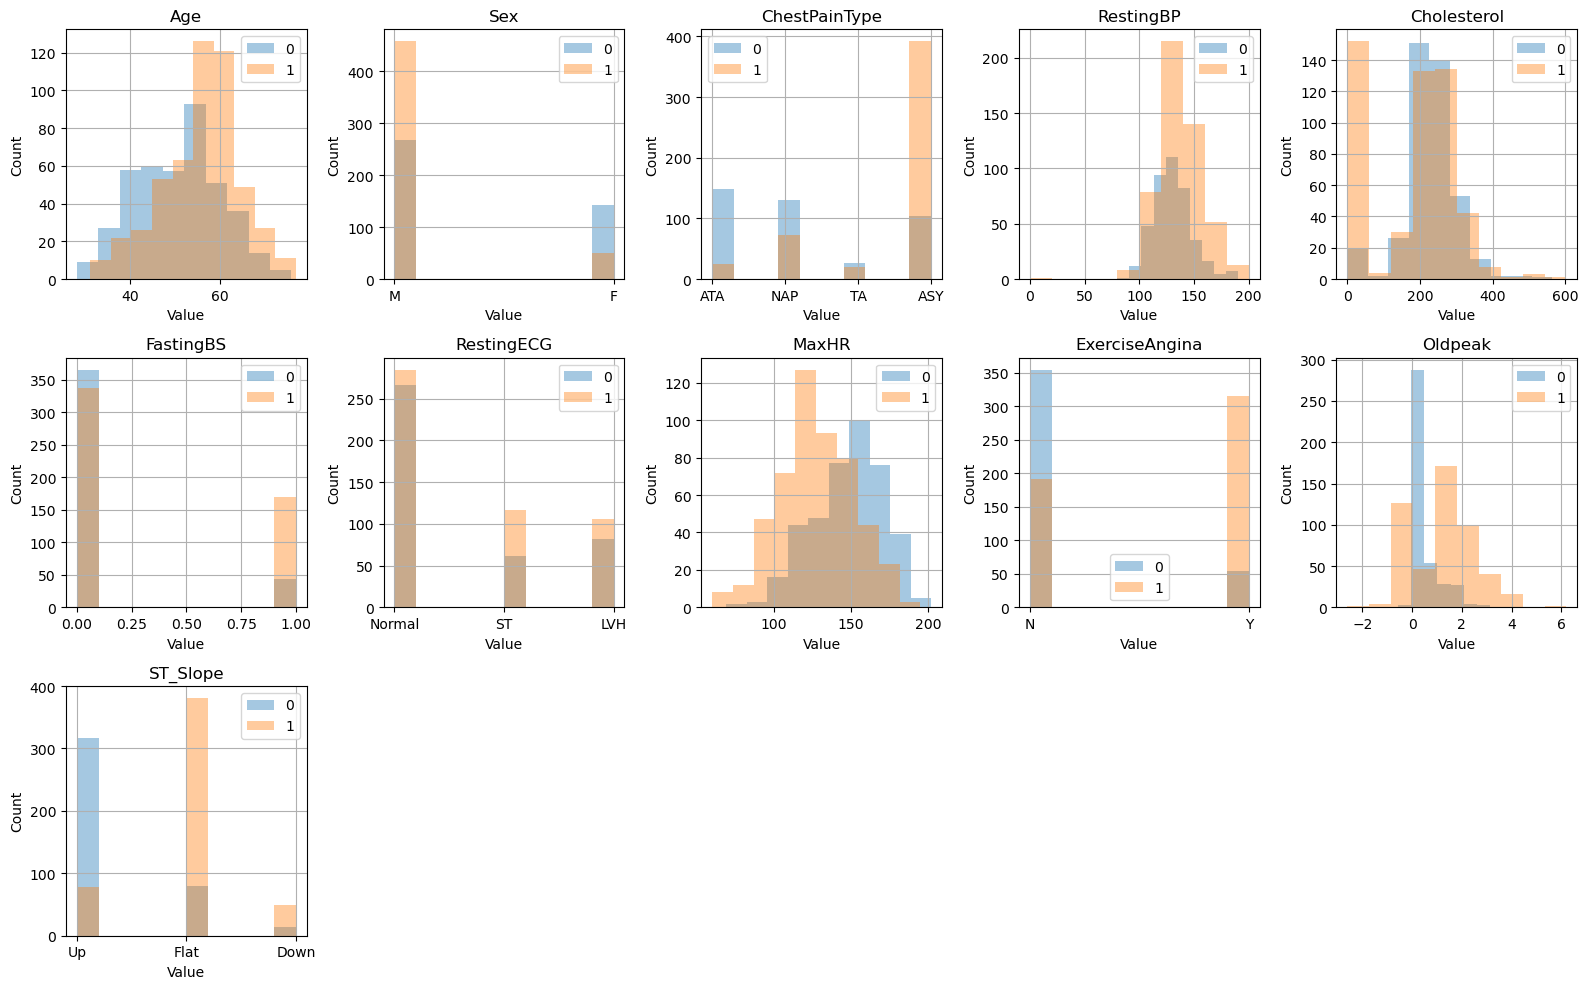 Age
Count
0
20
40
60
80
100
120
40
60
Value
0
1
Sex
Count
0
100
200
300
400
M
F
Value
0
1
ChestPainType
Count
0
100
200
300
400
ATA
NAP
TA
ASY
Value
0
1
RestingBP
Count
0
50
100
150
200
0
50
100
150
200
Value
0
1
Cholesterol
Count
0
20
40
60
80
100
120
140
0
200
400
600
Value
0
1
FastingBS
Count
0
50
100
150
200
250
300
350
0.00
0.25
0.50
0.75
1.00
Value
0
1
RestingECG
Count
0
50
100
150
200
250
Normal
ST
LVH
Value
0
1
MaxHR
Count
0
20
40
60
80
100
120
100
150
200
Value
0
1
ExerciseAngina
Count
0
50
100
150
200
250
300
350
N
Y
Value
0
1
Oldpeak
Count
0
50
100
150
200
250
300
−2
0
2
4
6
Value
0
1
ST_Slope
Count
0
100
200
300
400
Up
Flat
Down
Value
0
1